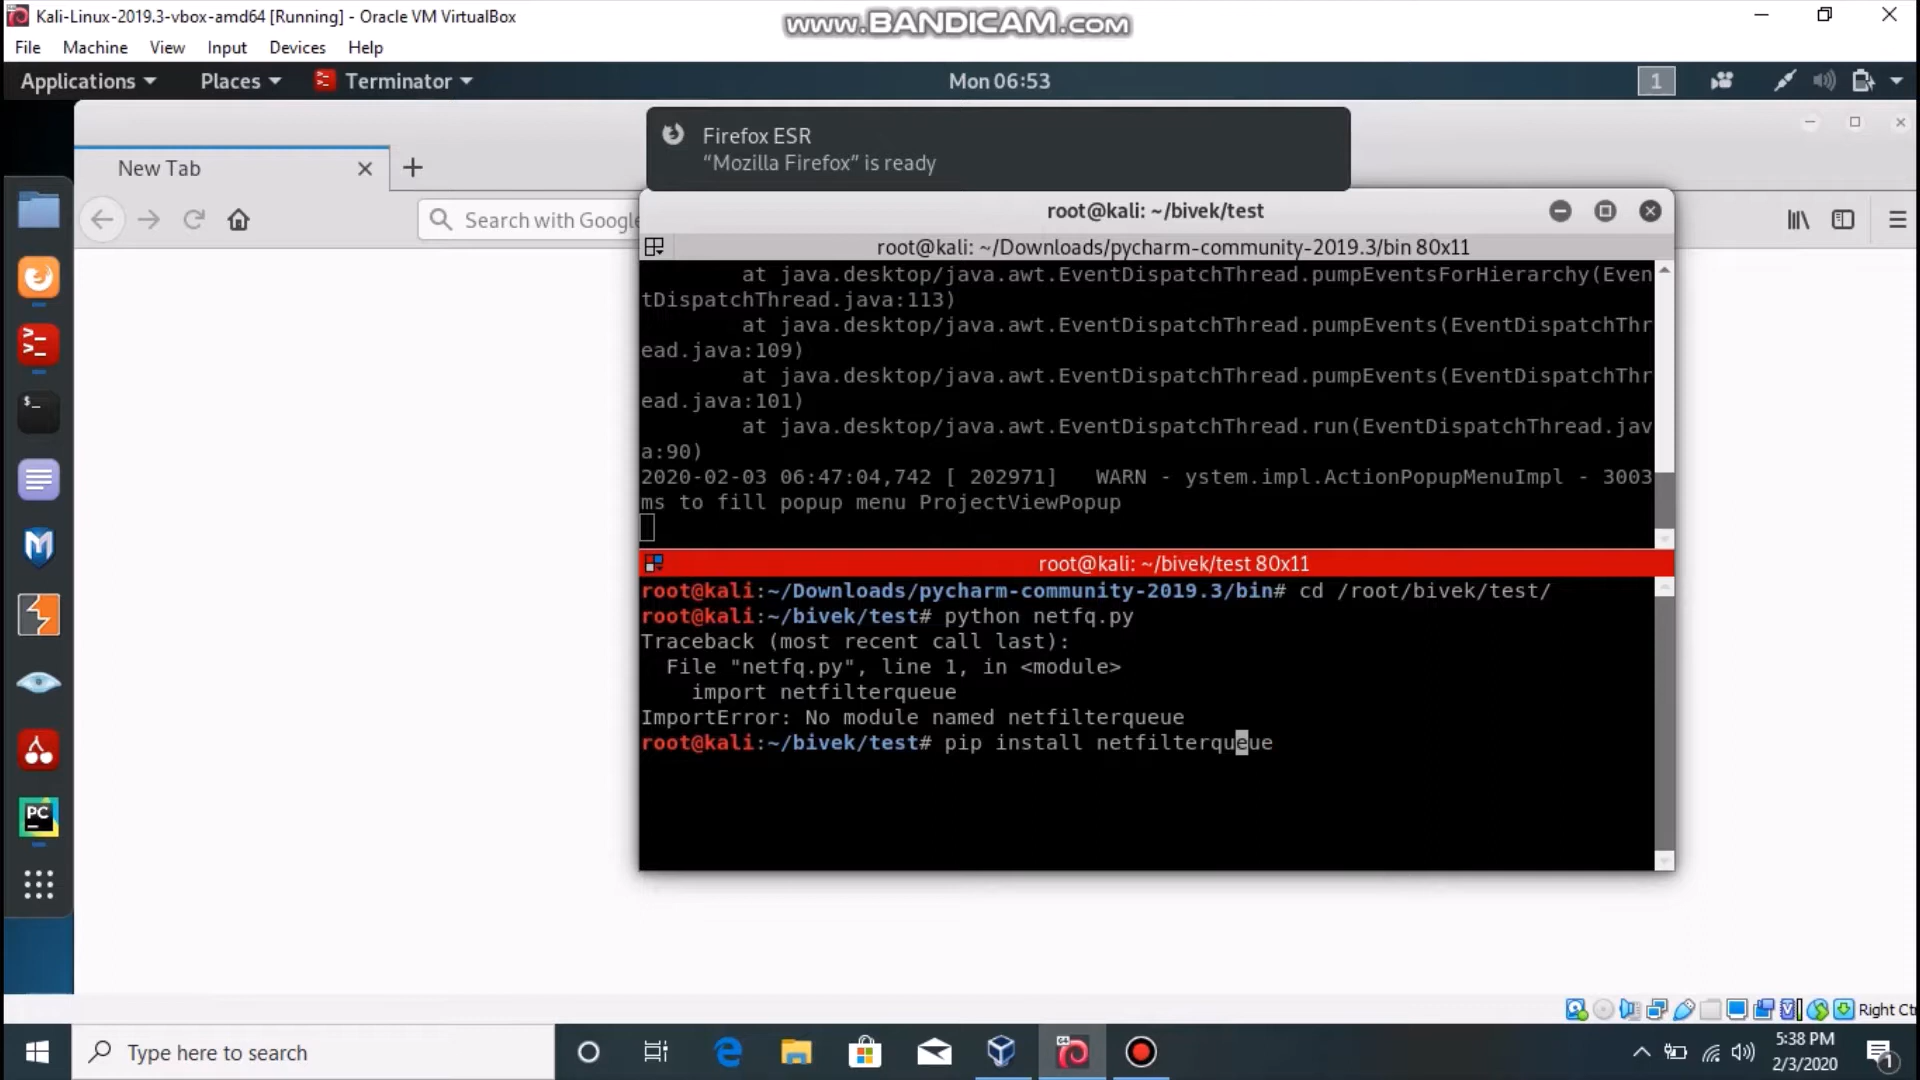 Kali-Linux-2019.3-vbox-amd64 [Running] - Oracle VM VirtualBox
www.BANDICAM.com
File Machine View Input Devices Help
Applications Places Terminator Mon 06:53 1
Firefox ESR
“Mozilla Firefox” is ready
New Tab
Search with Google
root@kali: ~/bivek/test
root@kali: ~/Downloads/pycharm-community-2019.3/bin 80x11
at java.desktop/java.awt.EventDispatchThread.pumpEventsForHierarchy(Even
tDispatchThread.java:113)
at java.desktop/java.awt.EventDispatchThread.pumpEvents(EventDispatchThr
ead.java:109)
at java.desktop/java.awt.EventDispatchThread.pumpEvents(EventDispatchThr
ead.java:101)
at java.desktop/java.awt.EventDispatchThread.run(EventDispatchThread.jav
a:90)
2020-02-03 06:47:04,742 [ 202971]   WARN - ystem.impl.ActionPopupMenuImpl - 3003
ms to fill popup menu ProjectViewPopup
root@kali: ~/bivek/test 80x11
root@kali:~/Downloads/pycharm-community-2019.3/bin# cd /root/bivek/test/
root@kali:~/bivek/test# python netfq.py
Traceback (most recent call last):
File "netfq.py", line 1, in <module>
import netfilterqueue
ImportError: No module named netfilterqueue
root@kali:~/bivek/test# pip install netfilterqueue
PC
Right Ct
Type here to search
64
5:38 PM
2/3/2020
1